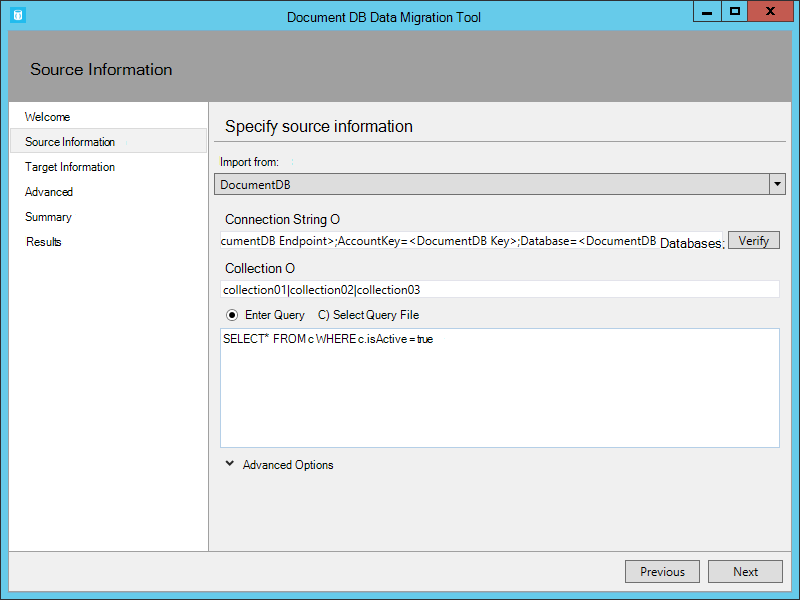 Document DB Data Migration Tool
Source Information
Welcome
Source Information
Target Information
Advanced
Summary
Results
Specify source information
Import from:
DocumentDB
Connection String O
cumentDB Endpoint>;AccountKey=<DocumentDB Key>;Database=<DocumentDB Databases; Verify
Collection O
collection01|collection02|collection03
Enter Query C) Select Query File
SELECT* FROM c WHERE c.isActive = true
Advanced Options
Previous Next